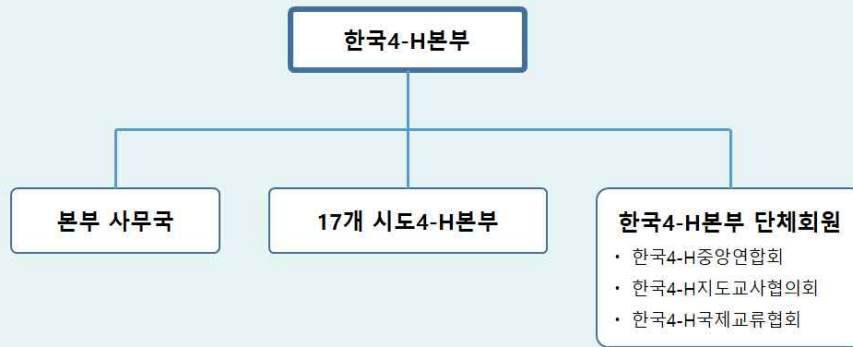 한국4-H본부
본부 사무국
17개 시도4-H본부
한국4-H본부 단체회원
• 한국4-H중앙연합회
• 한국4-H지도교사협의회
• 한국4-H국제교류협회